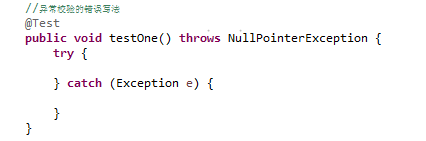 //异常校验的错误写法
@Test
public void testOne() throws NullPointerException {
    try {
    } catch (Exception e) {
    }
}